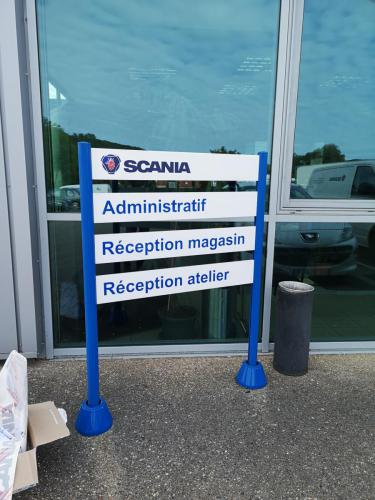 SCANIA
Administratif
Réception magasin
Réception atelier